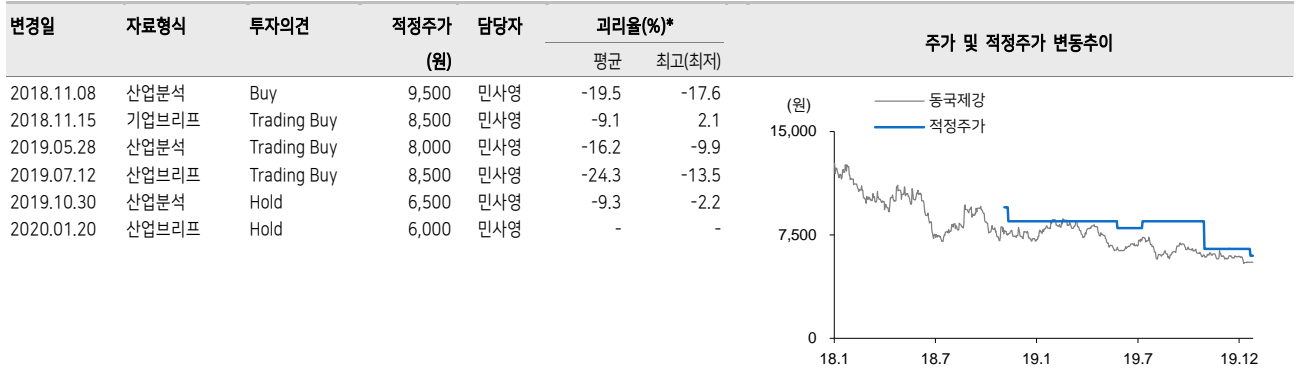 변경일 자료형식 투자의견 적정주가 담당자 괴리율(%)* 주가 및 적정주가 변동추이
(원) 평균 최고(최저)
2018.11.08 산업분석 Buy 9,500 민사영 -19.5 -17.6
2018.11.15 기업브리프 Trading Buy 8,500 민사영 -9.1 2.1
2019.05.28 산업분석 Trading Buy 8,000 민사영 -16.2 -9.9
2019.07.12 산업브리프 Trading Buy 8,500 민사영 -24.3 -13.5
2019.10.30 산업분석 Hold 6,500 민사영 -9.3 -2.2
2020.01.20 산업브리프 Hold 6,000 민사영 - -
(원) 동국제강
적정주가
15,000
7,500
0
18.1 18.7 19.1 19.7 19.12